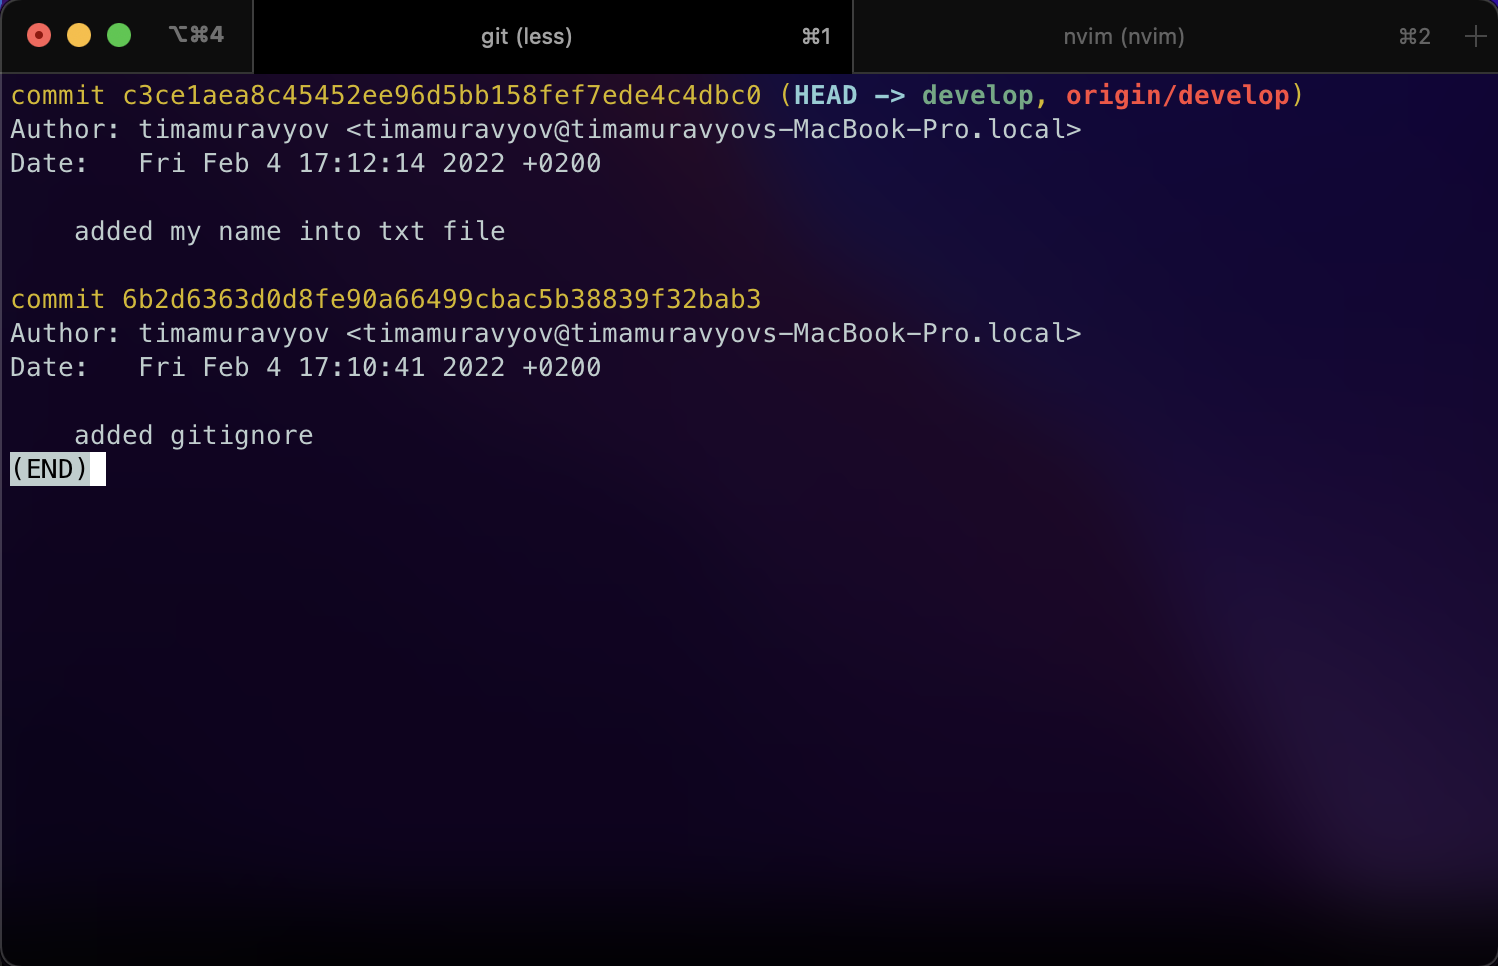 ⌥⌘4 git (less) ⌘1 nvim (nvim) ⌘2 +
commit c3ce1aea8c45452ee96d5bb158fef7ede4c4dbc0 (HEAD -> develop, origin/develop)
Author: timamuravyov <timamuravyov@timamuravyovs-MacBook-Pro.local>
Date:   Fri Feb 4 17:12:14 2022 +0200
    added my name into txt file
commit 6b2d6363d0d8fe90a66499cbac5b38839f32bab3
Author: timamuravyov <timamuravyov@timamuravyovs-MacBook-Pro.local>
Date:   Fri Feb 4 17:10:41 2022 +0200
    added gitignore
(END)